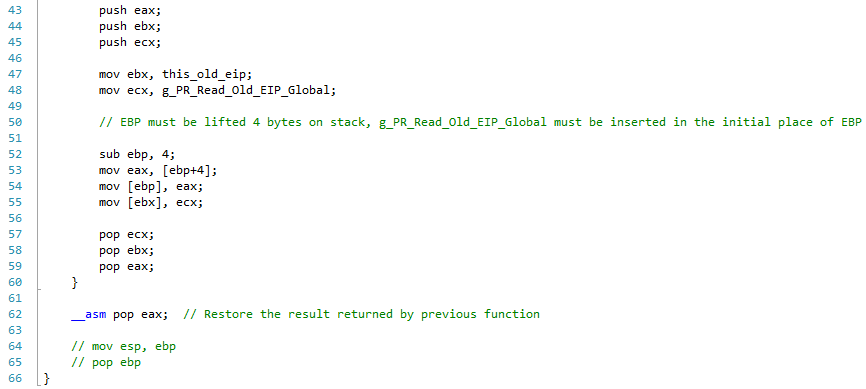 43 push eax;
44 push ebx;
45 push ecx;
46
47 mov ebx, this_old_eip;
48 mov ecx, g_PR_Read_Old_EIP_Global;
49
50 // EBP must be lifted 4 bytes on stack, g_PR_Read_Old_EIP_Global must be inserted in the initial place of EBP
51
52 sub ebp, 4;
53 mov eax, [ebp+4];
54 mov [ebp], eax;
55 mov [ebx], ecx;
56
57 pop ecx;
58 pop ebx;
59 pop eax;
60 }
61
62 __asm pop eax; // Restore the result returned by previous function
63
64 // mov esp, ebp
65 // pop ebp
66 }